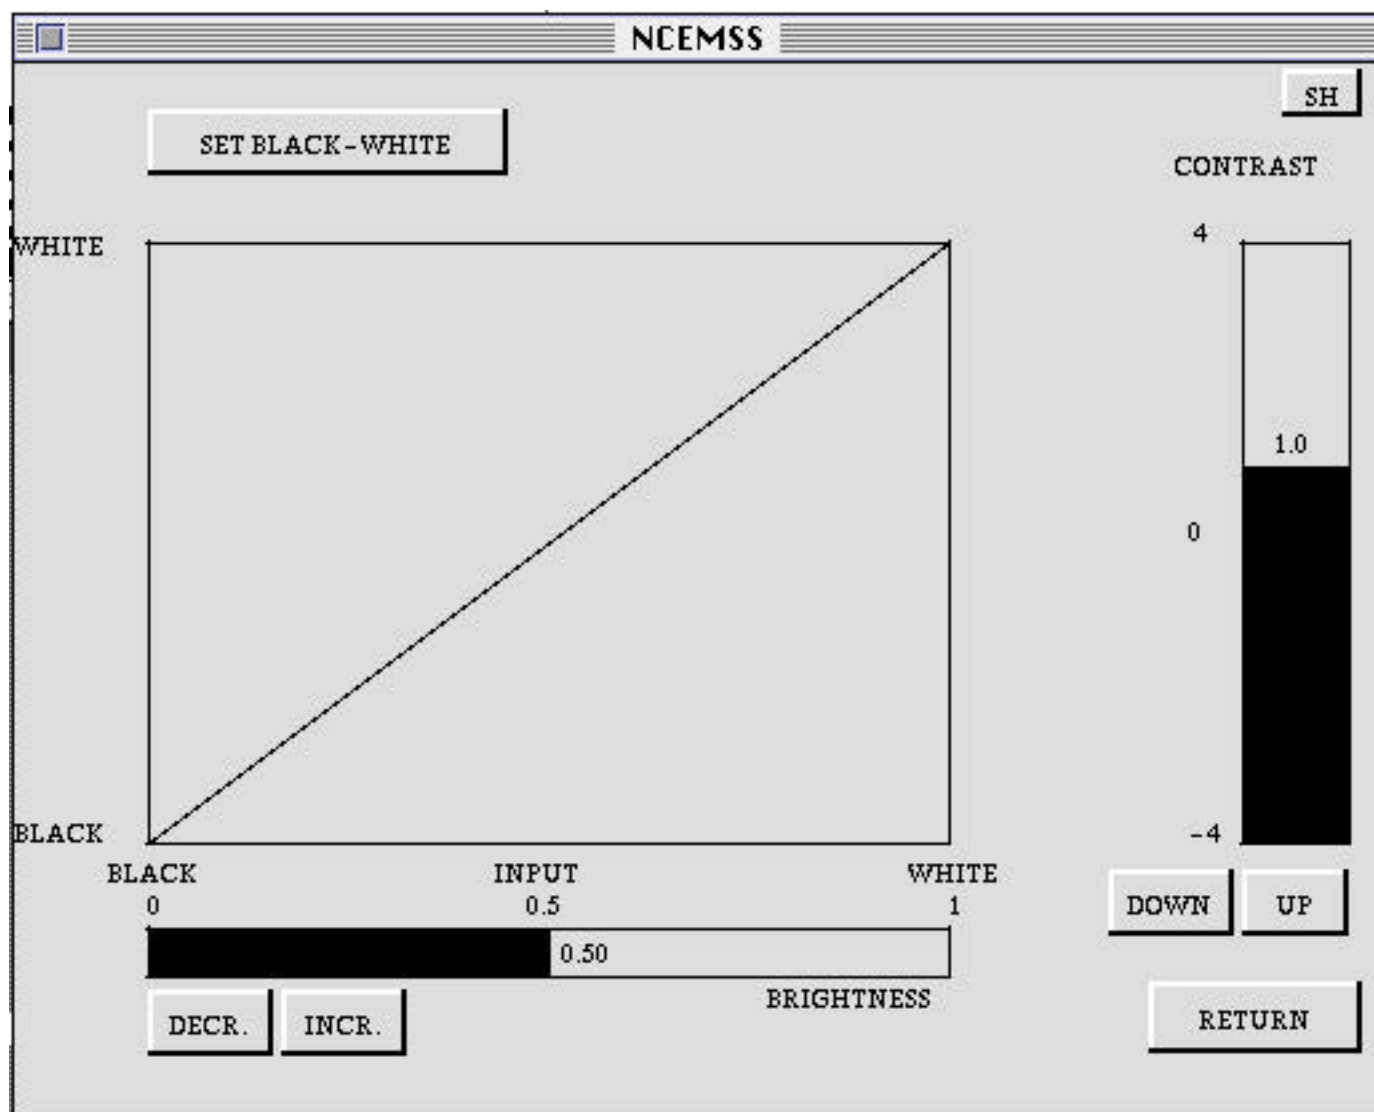 NCEMSS
SH
SET BLACK-WHITE
CONTRAST
WHITE
4
1.0
0
BLACK
-4
BLACK INPUT WHITE
0 0.5 1
DOWN UP
0.50
BRIGHTNESS
DECR. INCR.
RETURN